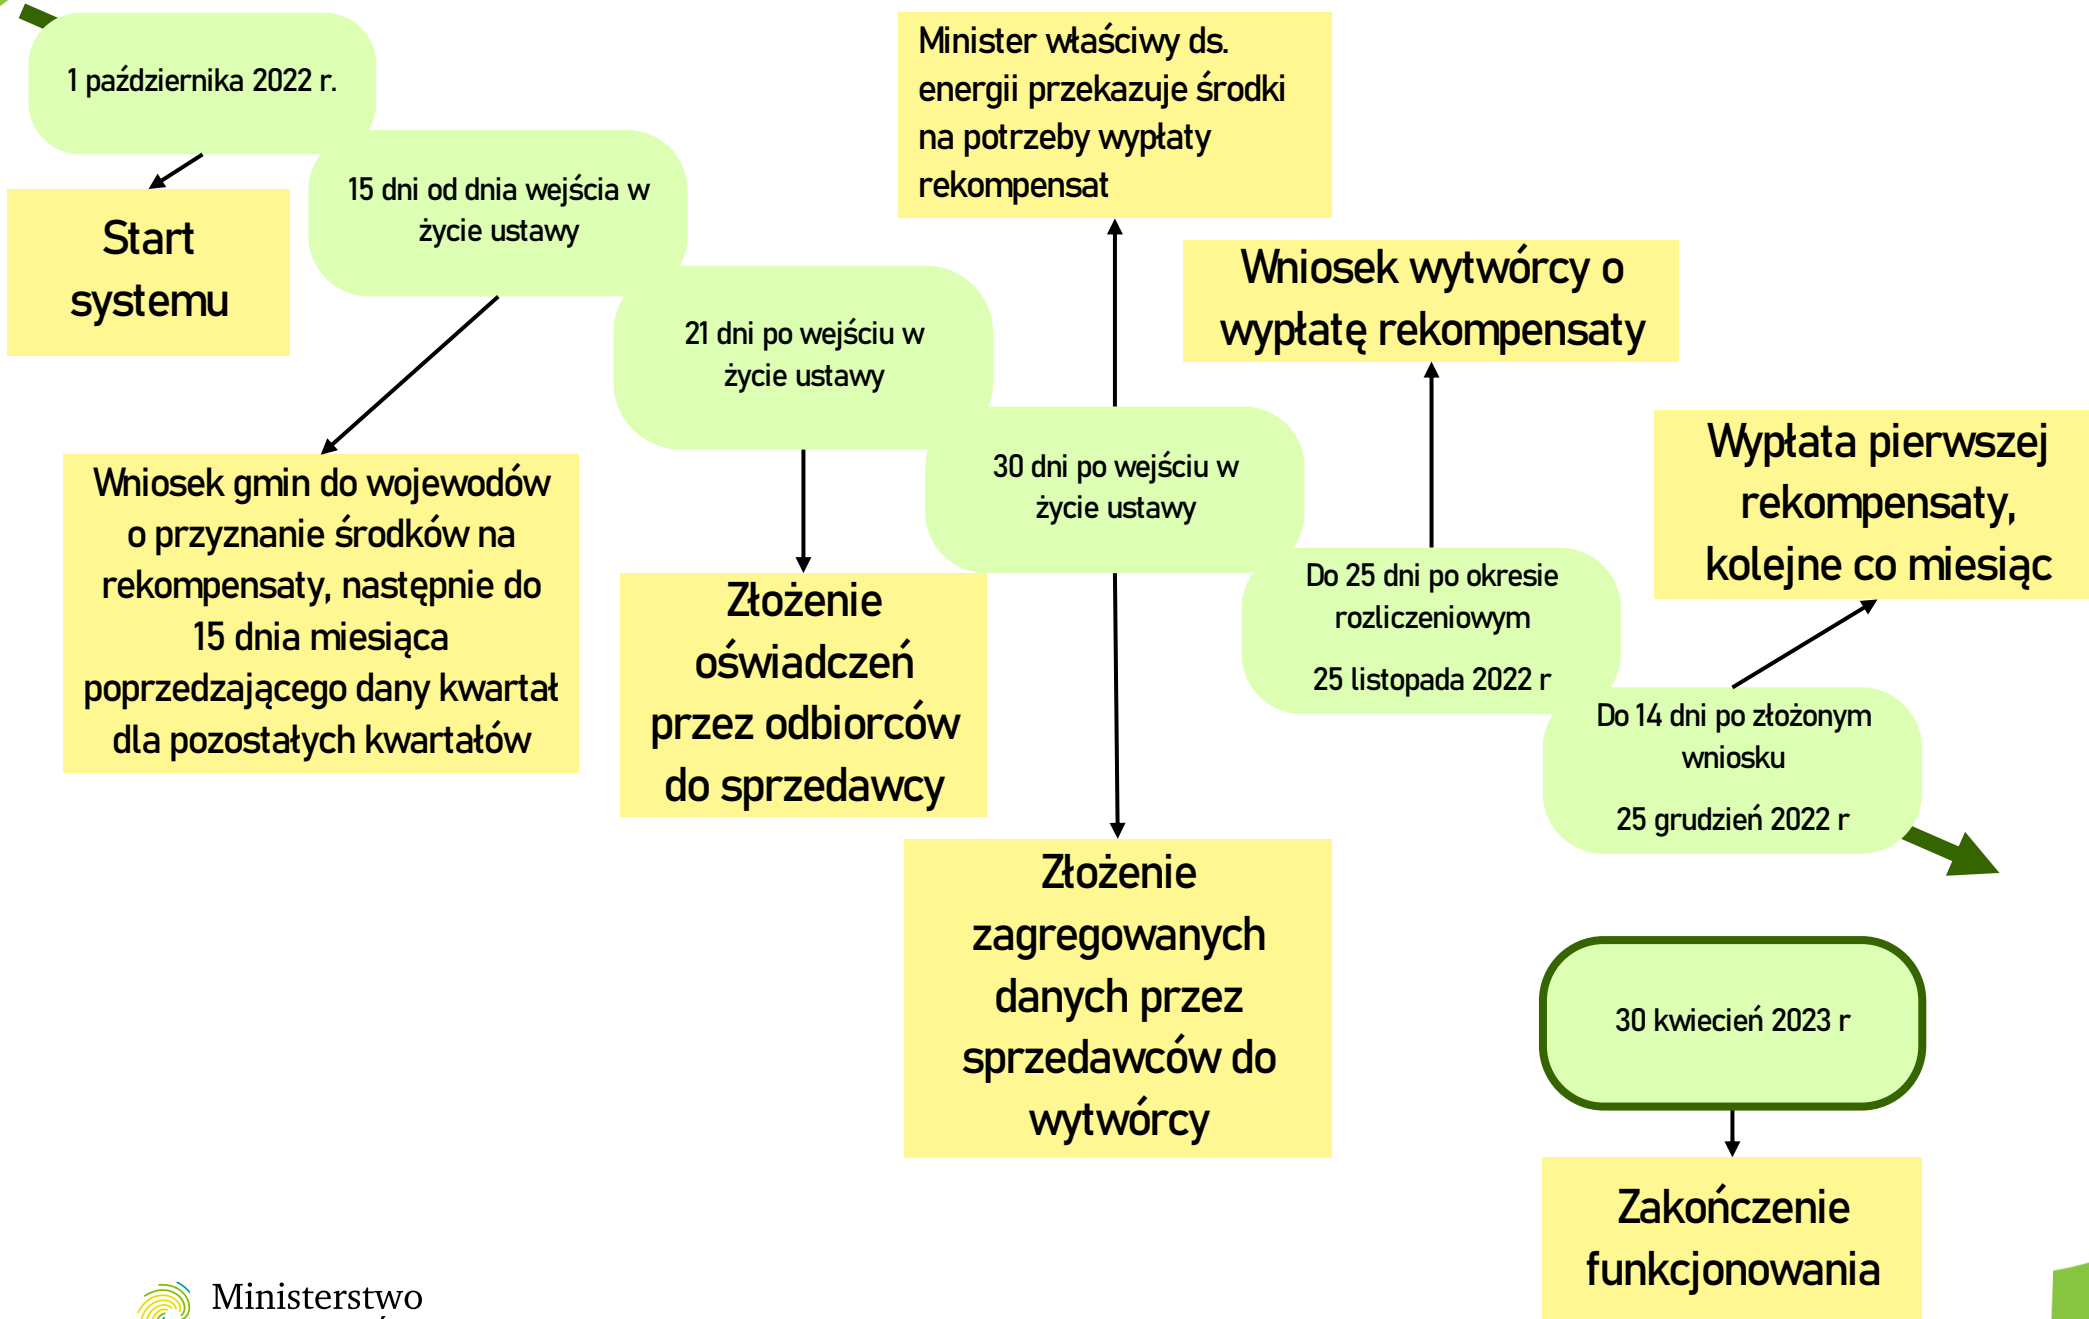 1 października 2022 r.
Start
systemu
15 dni od dnia wejścia w
życie ustawy
Wniosek gmin do wojewodów
o przyznanie środków na
rekompensaty, następnie do
15 dnia miesiąca
poprzedzającego dany kwartał
dla pozostałych kwartałów
21 dni po wejściu w
życie ustawy
Złożenie
oświadczeń
przez odbiorców
do sprzedawcy
Minister właściwy ds.
energii przekazuje środki
na potrzeby wypłaty
rekompensat
30 dni po wejściu w
życie ustawy
Złożenie
zagregowanych
danych przez
sprzedawców do
wytwórcy
Wniosek wytwórcy o
wypłatę rekompensaty
Do 25 dni po okresie
rozliczeniowym
25 listopada 2022 r
Wypłata pierwszej
rekompensaty,
kolejne co miesiąc
Do 14 dni po złożonym
wniosku
25 grudzień 2022 r
30 kwiecień 2023 r
Zakończenie
funkcjonowania
Ministerstwo